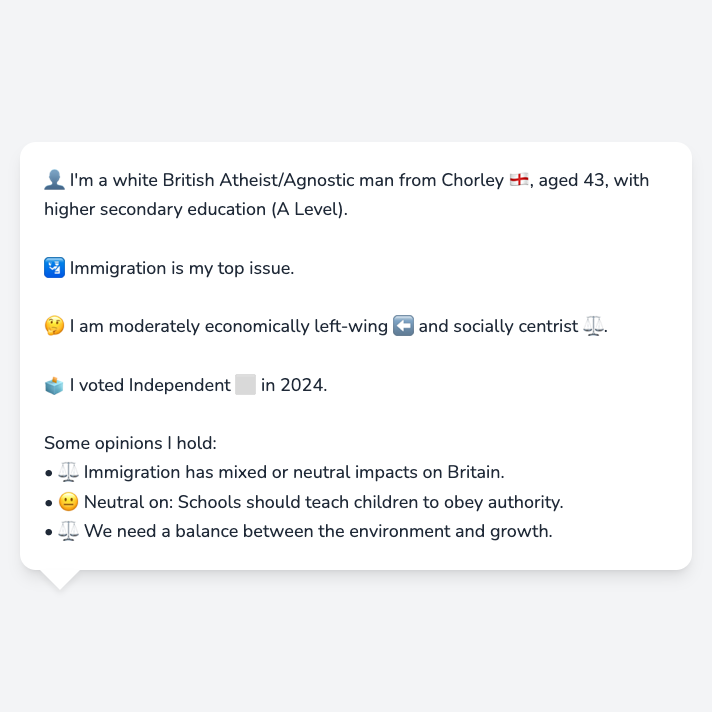 👤 I'm a white British Atheist/Agnostic man from Chorley 🏴󠁧󠁢󠁥󠁮󠁧󠁿, aged 43, with
higher secondary education (A Level).
🛂 Immigration is my top issue.
🤔 I am moderately economically left-wing ⬅️ and socially centrist ⚖️.
🗳️ I voted Independent ⬜ in 2024.
Some opinions I hold:
• ⚖️ Immigration has mixed or neutral impacts on Britain.
• 😐 Neutral on: Schools should teach children to obey authority.
• ⚖️ We need a balance between the environment and growth.